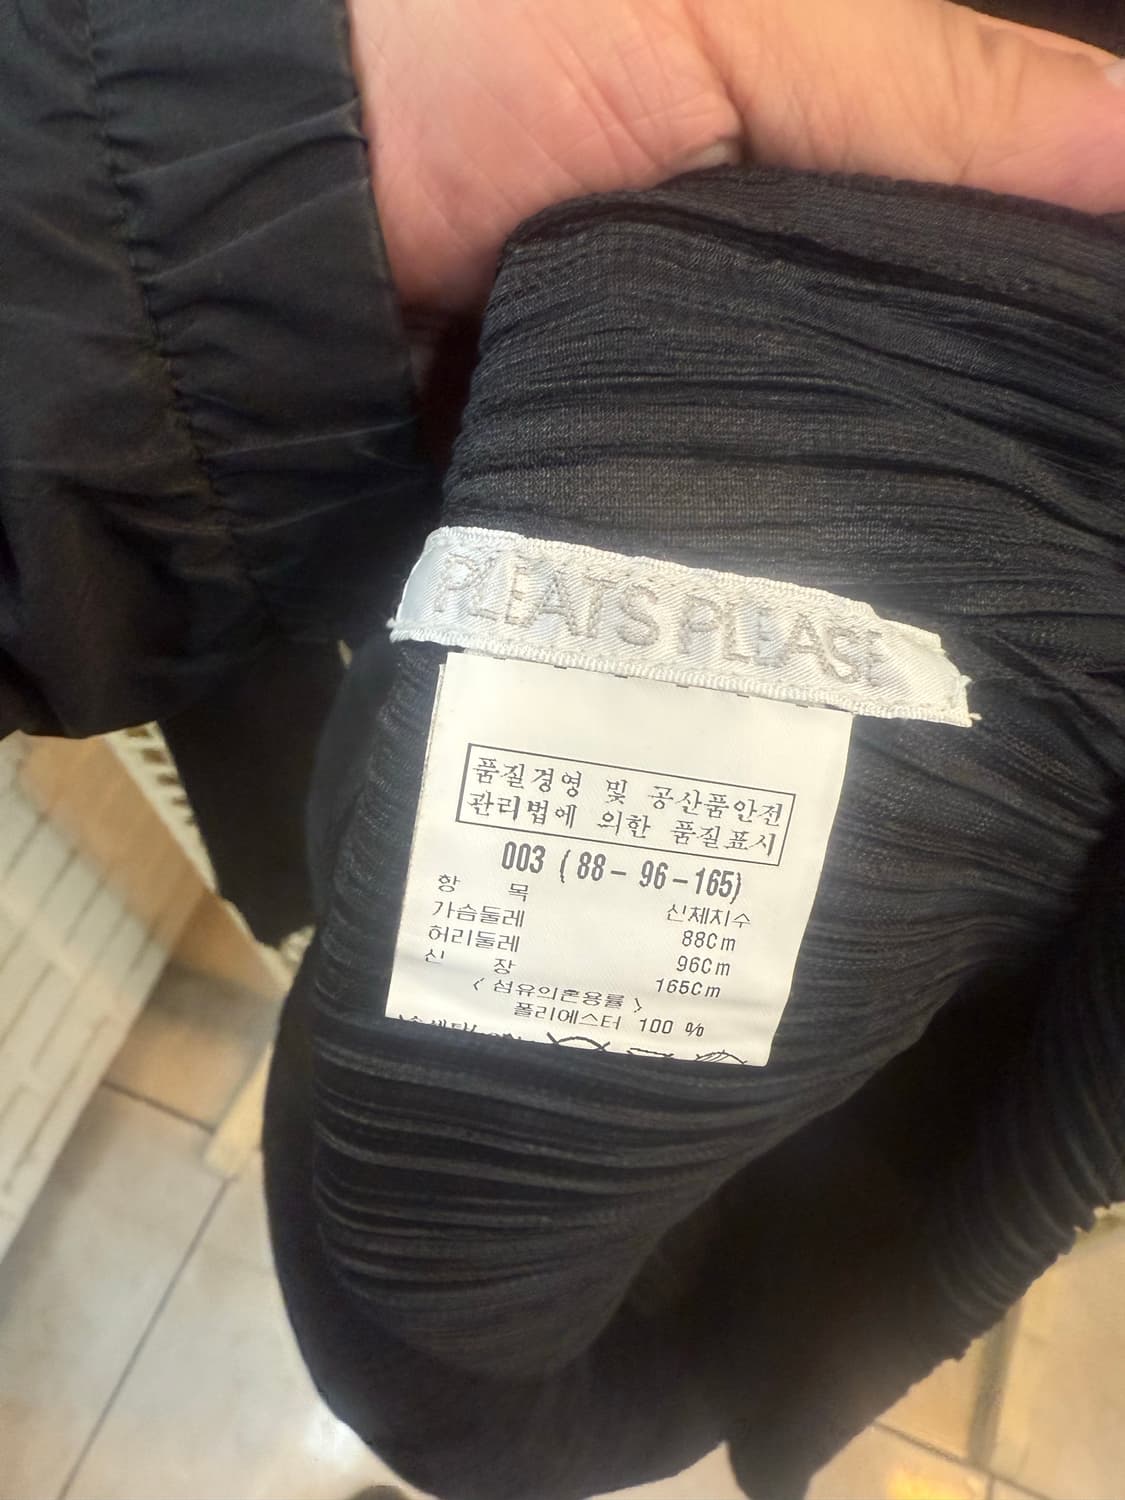 PLEATS PLEASE
품질경영 및 공산품안전
관리법에 의한 품질표시
003 ( 88 - 96 - 165)
항 목 신체치수
가슴둘레 88Cm
허리둘레 96Cm
신 장 165Cm
< 섬유의혼용률 >
폴리에스터 100 %